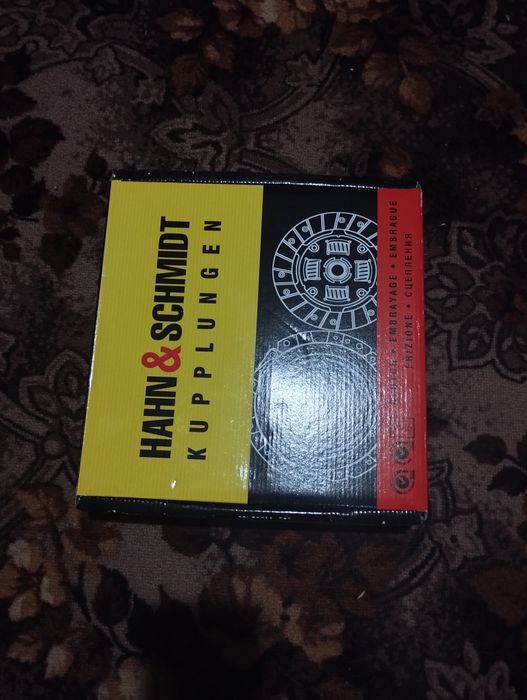 HAHN & SCHMIDT
KUPPLUNGEN
EMBRAYAGE • EMBRAGUE
FRIZIONE • СЦЕПЛЕНИЯ